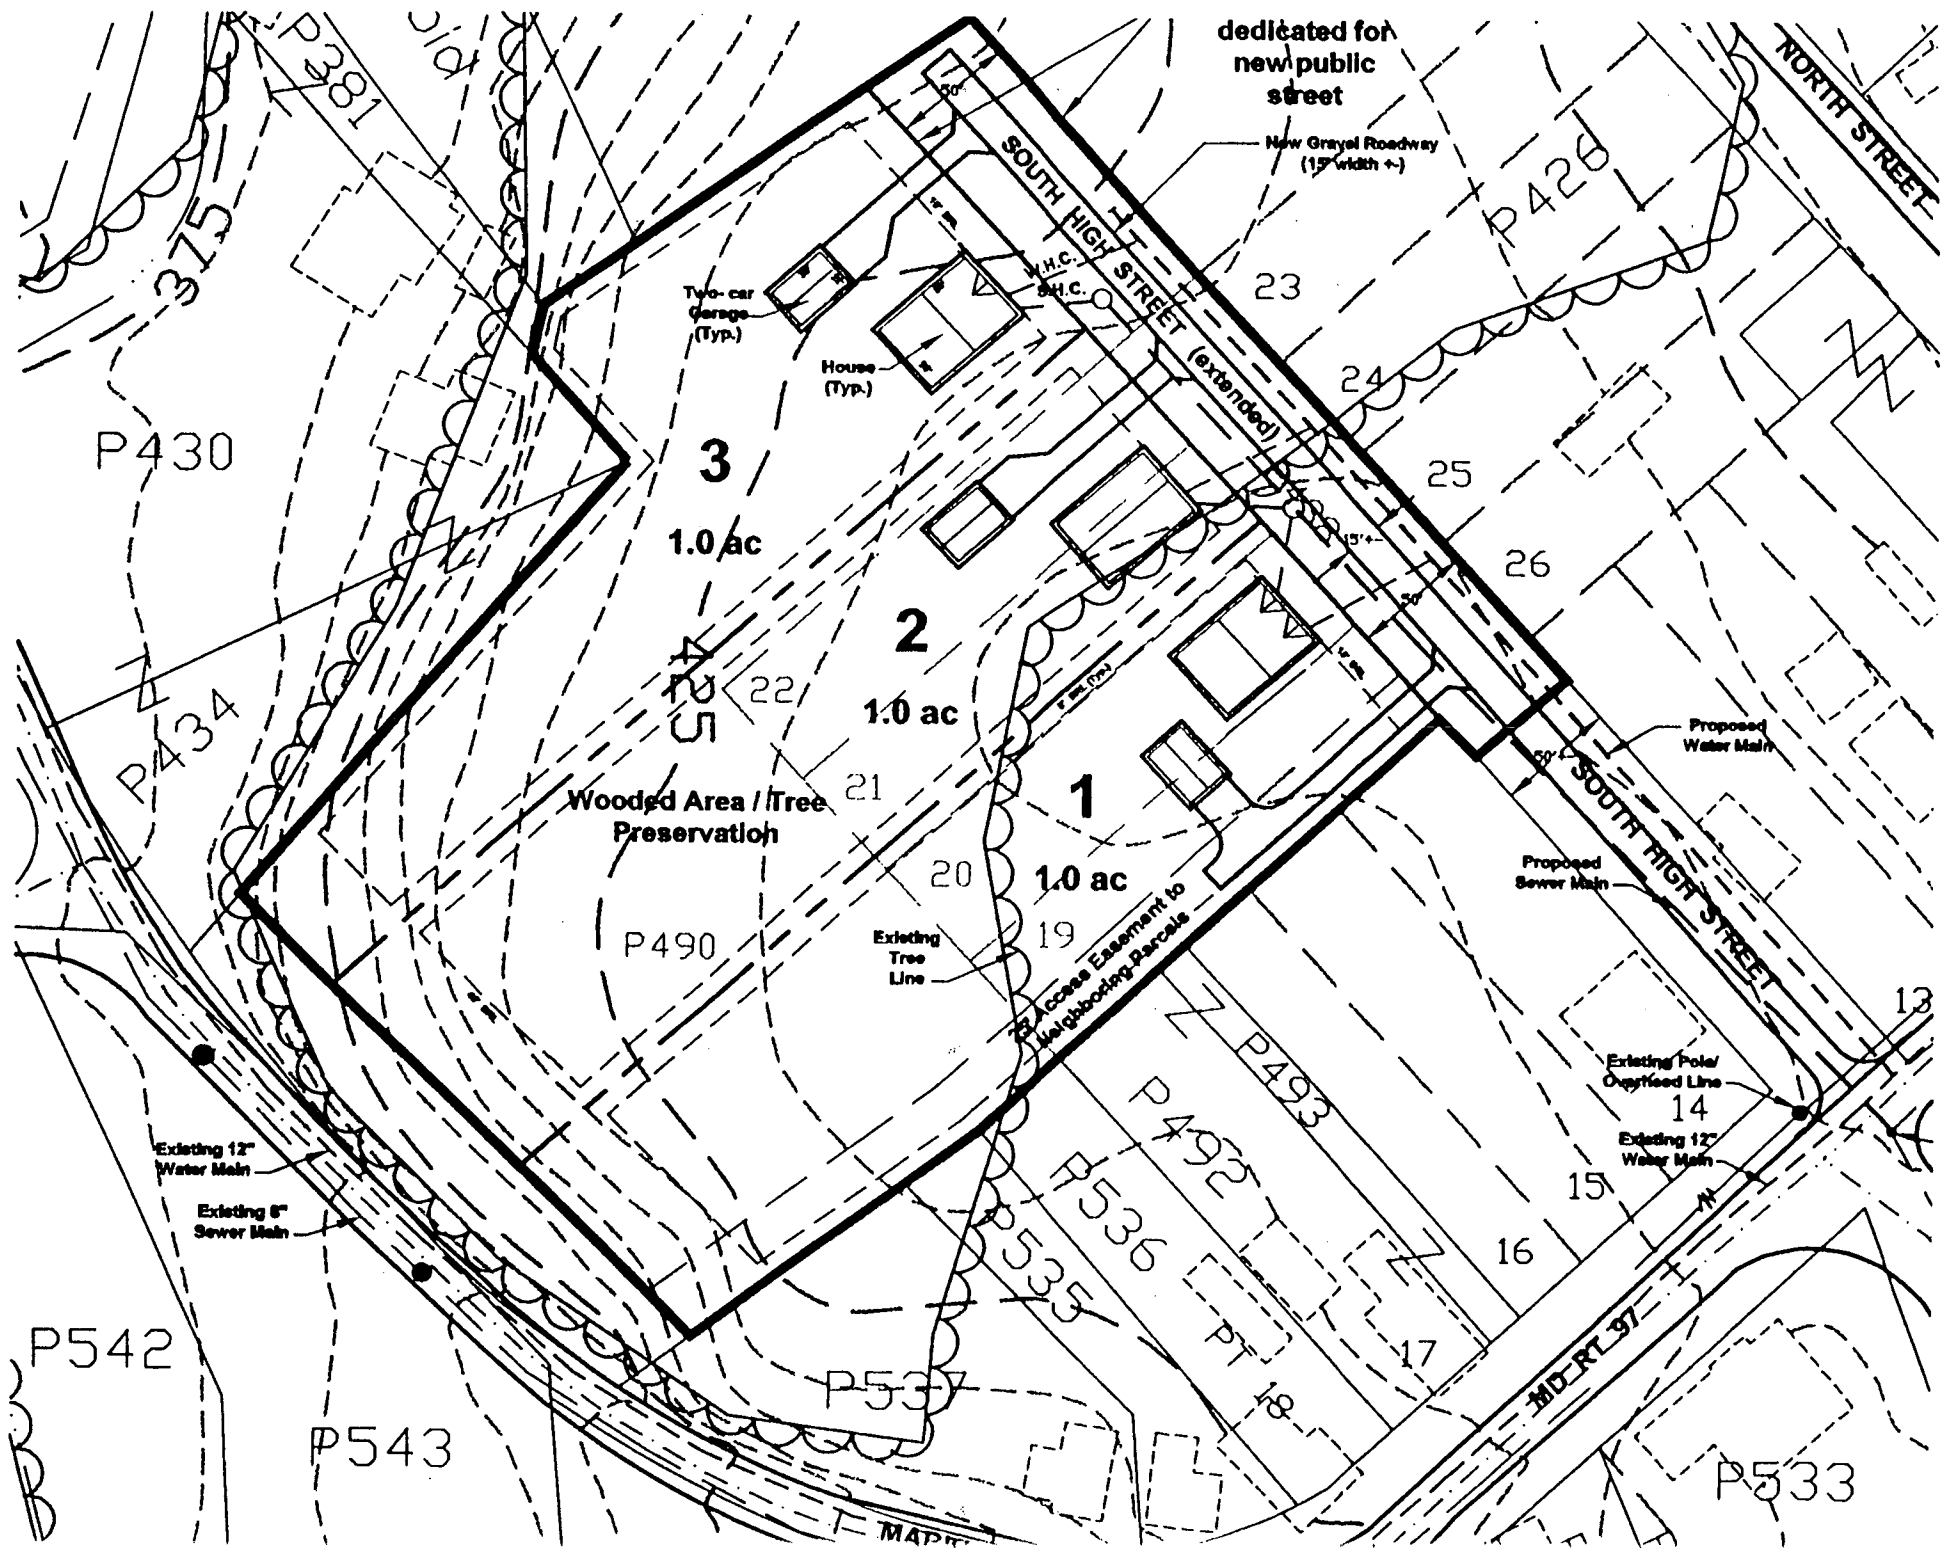 dedicated for
new public
street
NORTH STREET
P381
New Gravel Roadway
(15' width +-)
P426
50'
SOUTH HIGH STREET (extended)
375
W.H.C.
S.H.C.
23
Two-car
Garage
(Typ.)
House
(Typ.)
24
P430
3
25
1.0 ac
15'+-
26
50'
2
425
22
1.0 ac
P434
Proposed
Water Main
50'+-
SOUTH HIGH STREET
21
Wooded Area / Tree
Preservation
1
20
1.0 ac
Proposed
Sewer Main
19
P490
Existing
Tree
Line
Access Easement to
Neighboring Parcels
13
P493
Existing Pole/
Overhead Line
14
P492
Existing 12"
Water Main
Existing 12"
Water Main
15
P536
Existing 8"
Sewer Main
P535
16
P542
PT
18
17
MD RT 97
P537
P543
P533